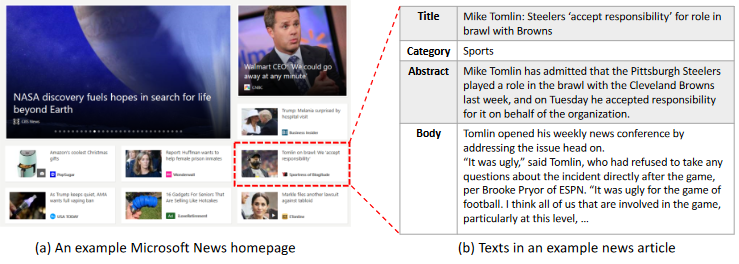 NASA discovery fuels hopes in search for life
beyond Earth
CBS News
Walmart CEO: 'We could go
away at any minute'
CNBC
Trump: Melania surprised by
hospital visit
Business Insider
Amazon's coolest Christmas
gifts
PopSugar
Report: Huffman wants to
help female prison inmates
Wonderwall
Tomlin on brawl: We 'accept
responsibility'
As Trump keeps quiet, AMA
wants full vaping ban
USA TODAY
16 Gadgets For Seniors That
Are Selling Like Hotcakes
Ad
Markle files another lawsuit
against tabloid
(a) An example Microsoft News homepage
Title
Mike Tomlin: Steelers ‘accept responsibility’ for role in
brawl with Browns
Category
Sports
Abstract
Mike Tomlin has admitted that the Pittsburgh Steelers
played a role in the brawl with the Cleveland Browns
last week, and on Tuesday he accepted responsibility
for it on behalf of the organization.
Body
Tomlin opened his weekly news conference by
addressing the issue head on.
“It was ugly,” said Tomlin, who had refused to take any
questions about the incident directly after the game,
per Brooke Pryor of ESPN. “It was ugly for the game of
football. I think all of us that are involved in the game,
particularly at this level, …
(b) Texts in an example news article